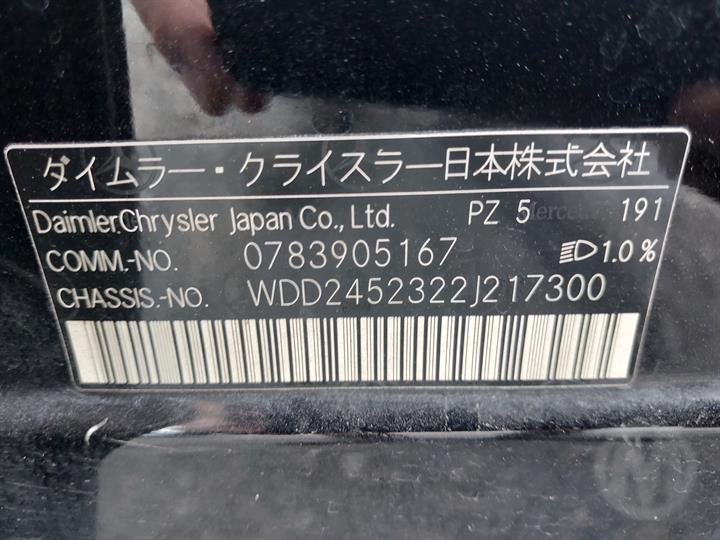 ダイムラー・クライスラー日本株式会社
DaimlerChrysler Japan Co., Ltd. PZ 5 191
COMM.-NO. 0783905167 1.0%
CHASSIS.-NO. WDD2452322J217300